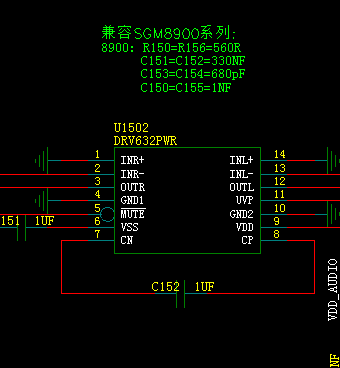 兼容SGM8900系列:
8900: R150=R156=560R
C151=C152=330NF
C153=C154=680pF
C150=C155=1NF
U1502
DRV632PWR
1 INR+ INL+ 14
2 INR- INL- 13
3 OUTR OUTL 12
4 GND1 UVP 11
5 MUTE GND2 10
151 1UF
6 VSS VDD 9
7 CN CP 8
C152 1UF
VDD_AUDIO
NF